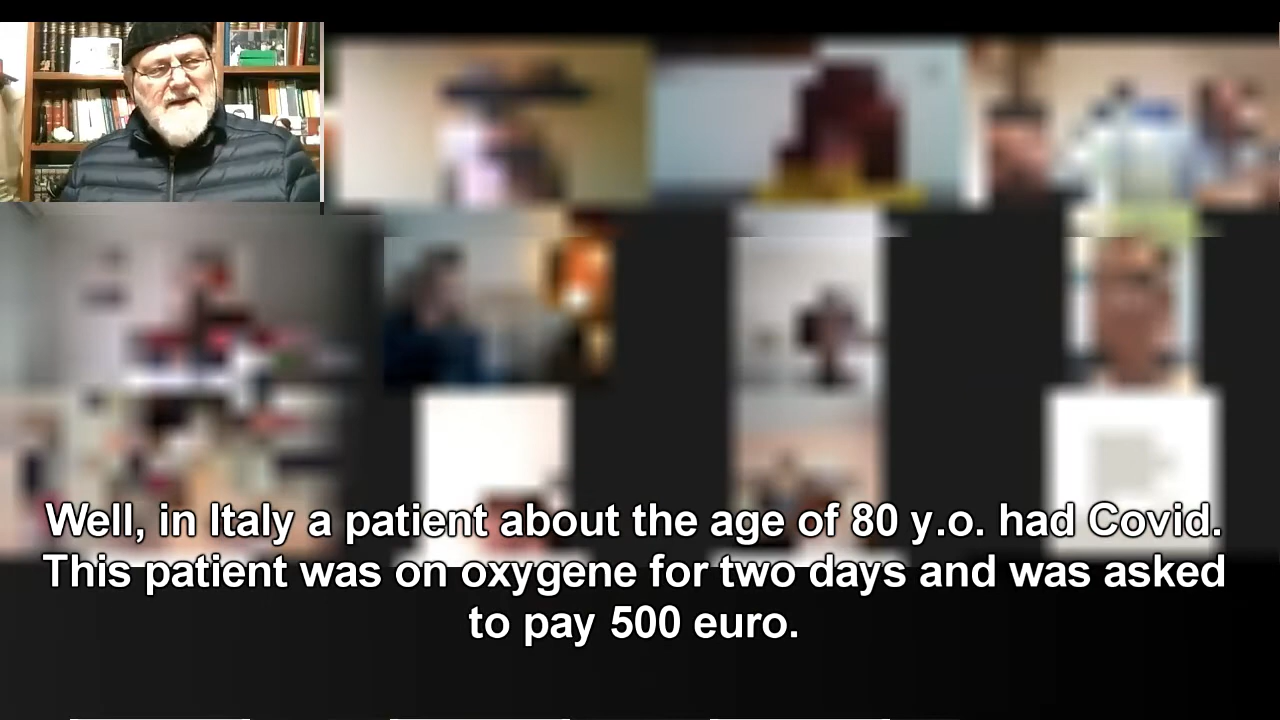 Well, in Italy a patient about the age of 80 y.o. had Covid.
This patient was on oxygene for two days and was asked
to pay 500 euro.